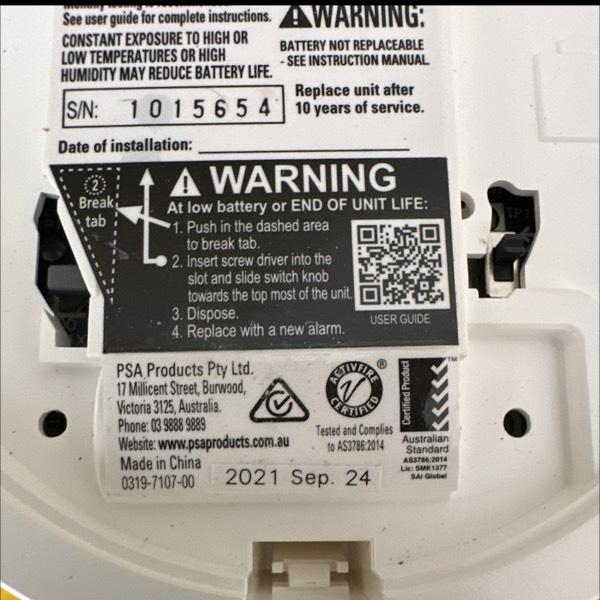 See user guide for complete instructions.
CONSTANT EXPOSURE TO HIGH OR
LOW TEMPERATURES OR HIGH
HUMIDITY MAY REDUCE BATTERY LIFE.
WARNING:
BATTERY NOT REPLACEABLE
- SEE INSTRUCTION MANUAL
S/N: 1015654
Replace unit after
10 years of service.
Date of installation:
2
Break
tab
WARNING
At low battery or END OF UNIT LIFE:
1. Push in the dashed area
to break tab.
2. Insert screw driver into the
slot and slide switch knob
towards the top most of the unit.
3. Dispose.
4. Replace with a new alarm.
USER GUIDE
PSA Products Pty Ltd.
17 Millicent Street, Burwood,
Victoria 3125, Australia.
Phone: 03 9888 9889
Website: www.psaproducts.com.au
Made in China
0319-7107-00
2021 Sep. 24
ACTIVFIRE
CERTIFIED
®
Tested and Complies
to AS3786:2014
Certified Product
TM
Australian
Standard
AS3786:2014
Lic: SMK1377
SAI Global